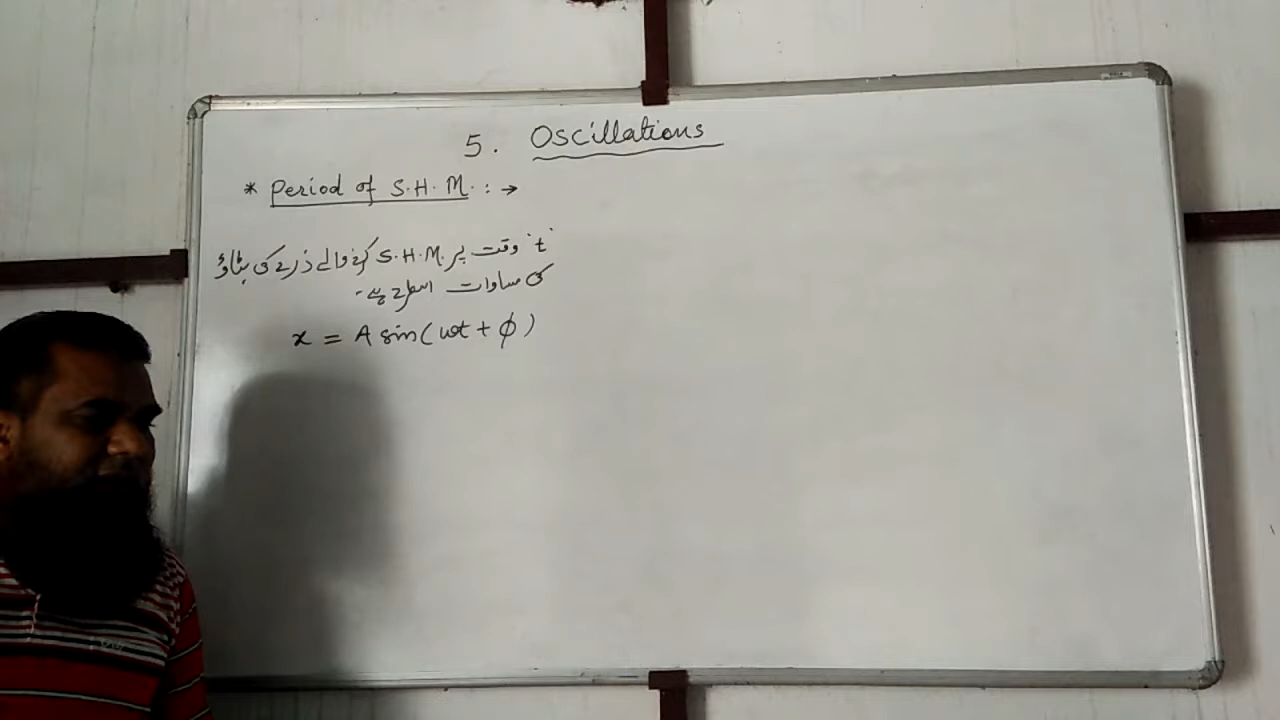 5. Oscillations
* Period of S.H.M. : →
't' وقت پر S.H.M. کرنے والے ذرے کی ہٹاؤ
کی مساوات اسطرح ہے۔
x = A sin(ωt + ϕ)